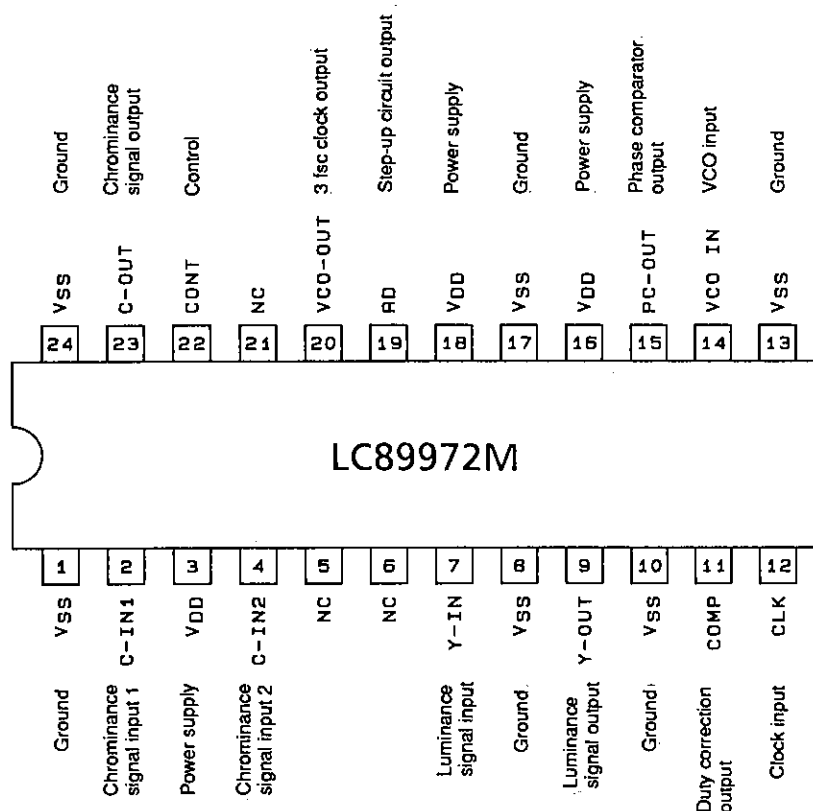 Ground
Chrominance
signal output
Control
3 fsc clock output
Step-up circuit output
Power supply
Ground
Power supply
Phase comparator
output
VCO input
Ground
VSS
C-OUT
CONT
NC
VCO-OUT
RD
VDD
VSS
VDD
PC-OUT
VCO IN
VSS
24 23 22 21 20 19 18 17 16 15 14 13
LC89972M
1 2 3 4 5 6 7 8 9 10 11 12
VSS
C-IN1
VDD
C-IN2
NC
NC
Y-IN
VSS
Y-OUT
VSS
COMP
CLK
Ground
Chrominance
signal input 1
Power supply
Chrominance
signal input 2
Luminance
signal input
Ground
Luminance
signal output
Ground
Duty correction
output
Clock input